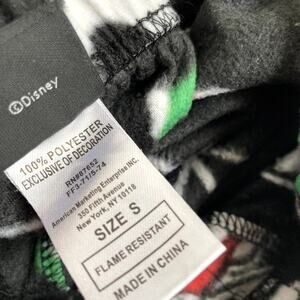 ©Disney
100% POLYESTER
EXCLUSIVE OF DECORATION
RN#87652
FF3-71/5-74
American Marketing Enterprises Inc.
350 Fifth Avenue
New York, NY 10118
SIZE S
FLAME RESISTANT
MADE IN CHINA